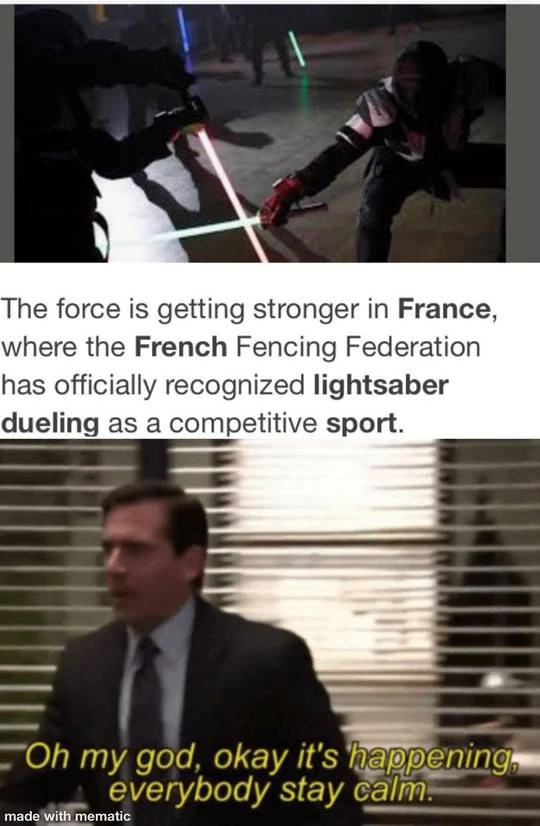 The force is getting stronger in France,
where the French Fencing Federation
has officially recognized lightsaber
dueling as a competitive sport.
Oh my god, okay it's happening,
everybody stay calm.
made with mematic